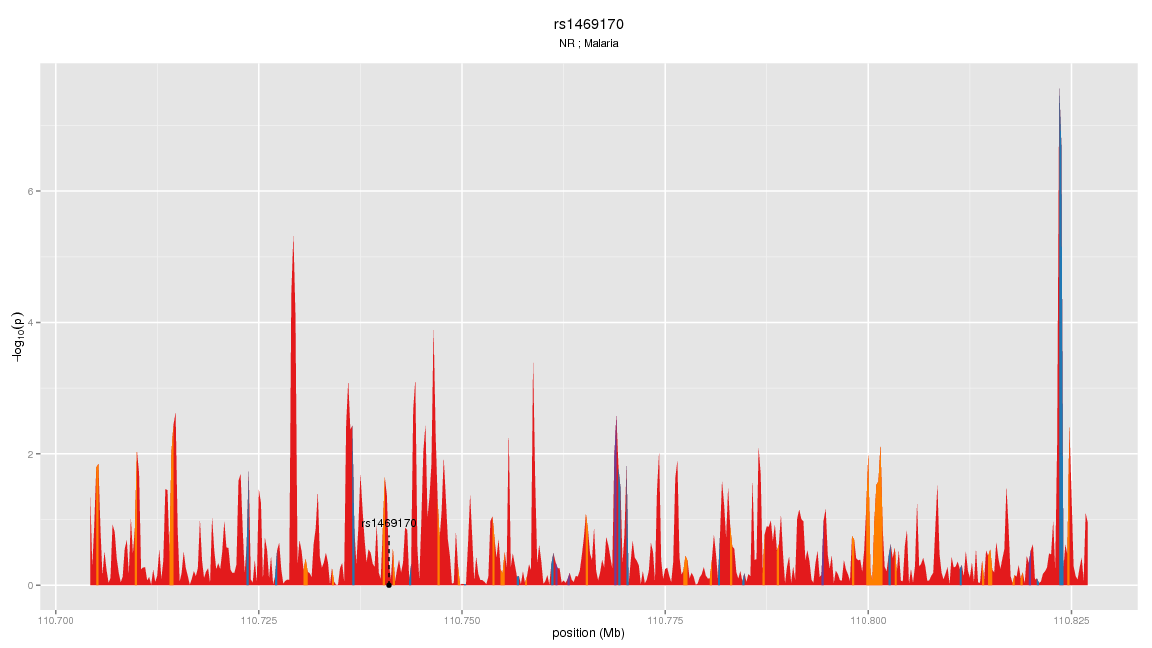 rs1469170
NR ; Malaria
−log10(p)
6
4
2
0
rs1469170
110.700 110.725 110.750 110.775 110.800 110.825
position (Mb)